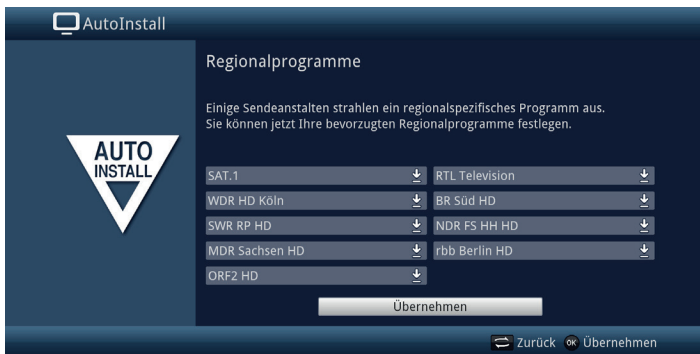 AutoInstall
AUTO
INSTALL
Regionalprogramme
Einige Sendeanstalten strahlen ein regionalspezifisches Programm aus.
Sie können jetzt Ihre bevorzugten Regionalprogramme festlegen.
SAT.1
RTL Television
WDR HD Köln
BR Süd HD
SWR RP HD
NDR FS HH HD
MDR Sachsen HD
rbb Berlin HD
ORF2 HD
Übernehmen
Zurück OK Übernehmen